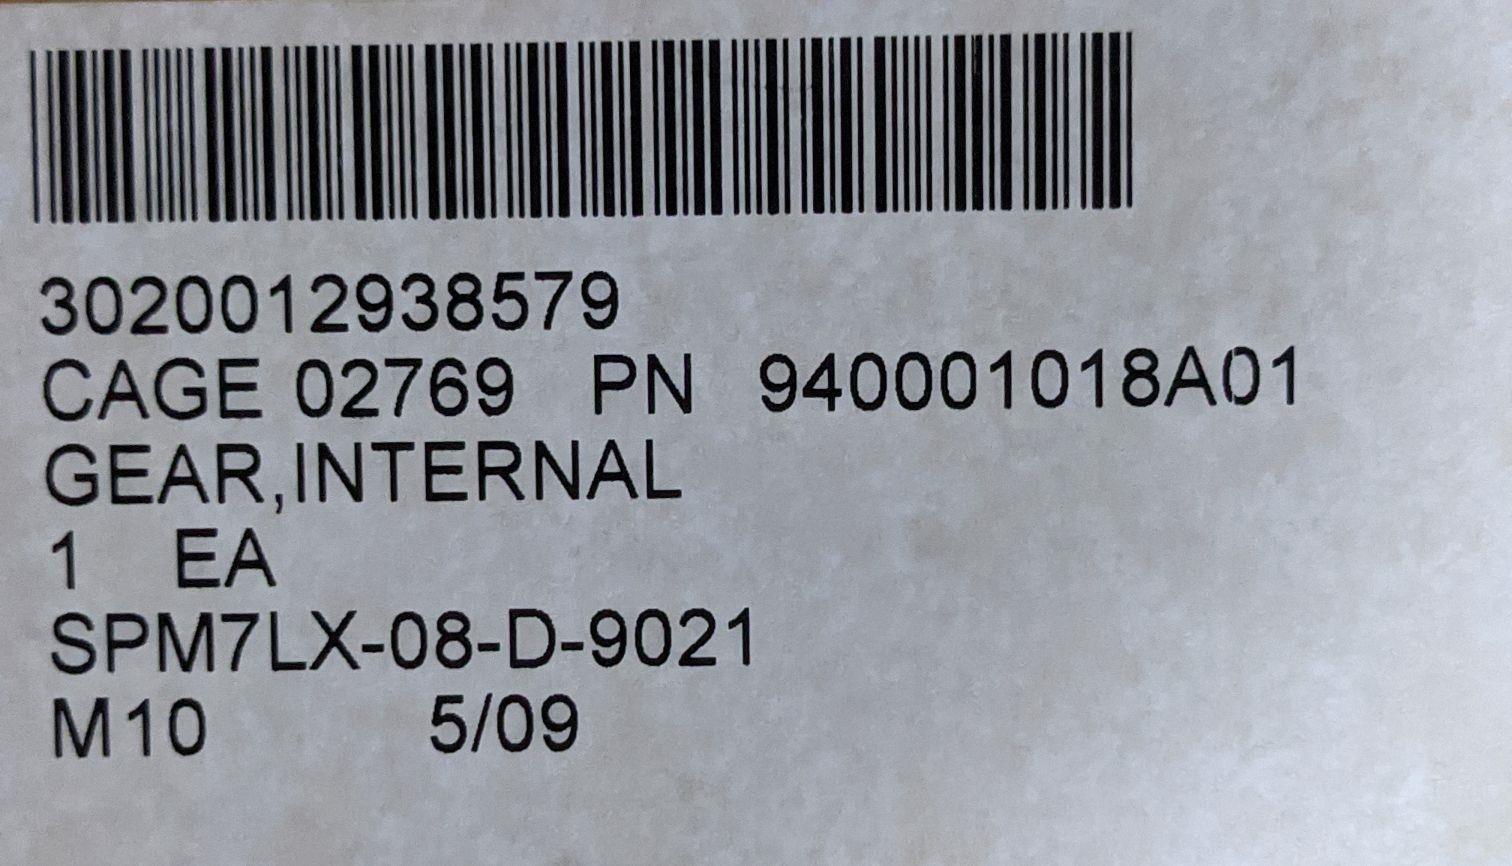 3020012938579
CAGE 02769 PN 940001018A01
GEAR,INTERNAL
1 EA
SPM7LX-08-D-9021
M10 5/09